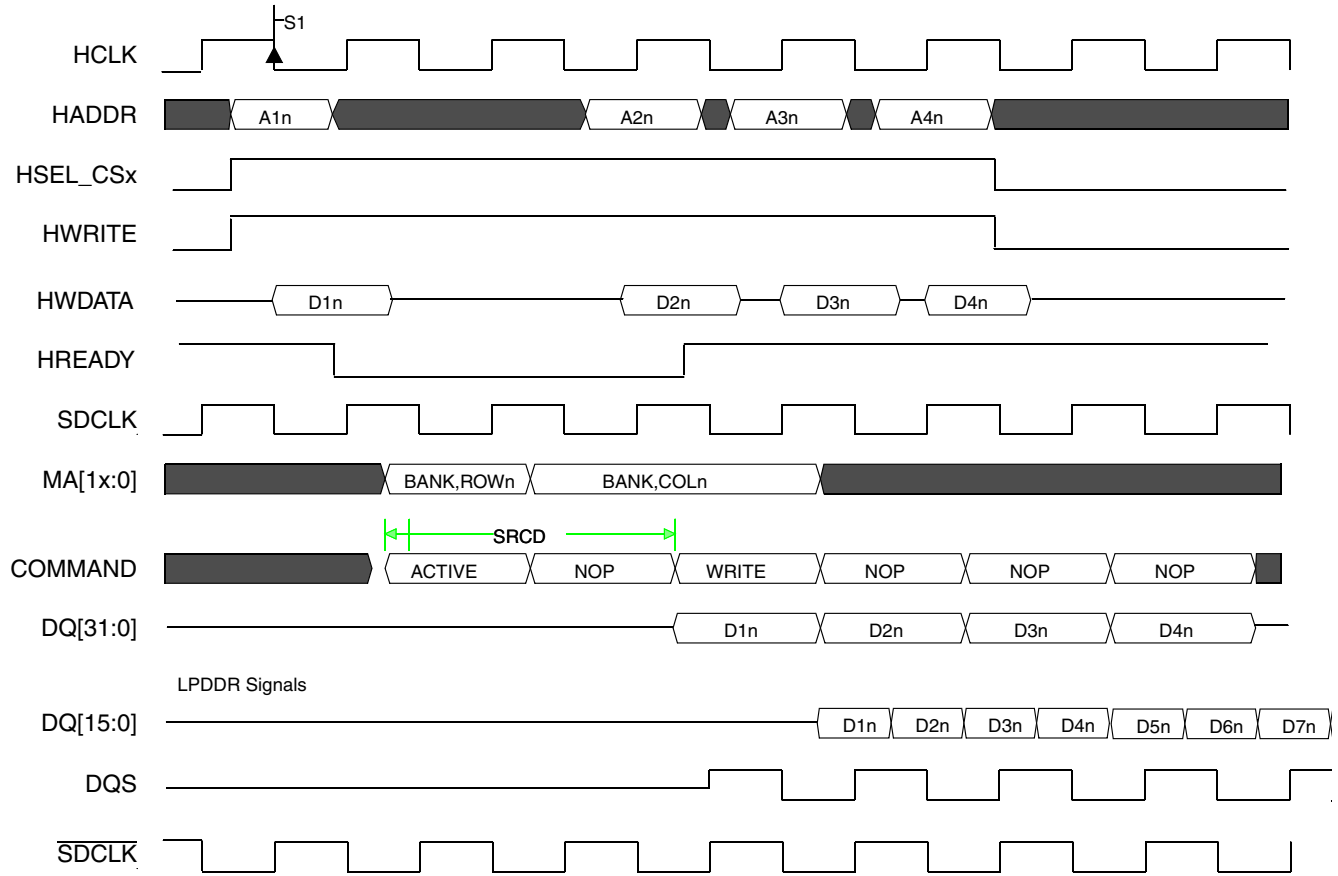 S1
HCLK
HADDR A1n A2n A3n A4n
HSEL_CSx
HWRITE
HWDATA D1n D2n D3n D4n
HREADY
SDCLK
MA[1x:0] BANK,ROWn BANK,COLn
SRCD
COMMAND ACTIVE NOP WRITE NOP NOP NOP
DQ[31:0] D1n D2n D3n D4n
LPDDR Signals
DQ[15:0] D1n D2n D3n D4n D5n D6n D7n
DQS
SDCLK